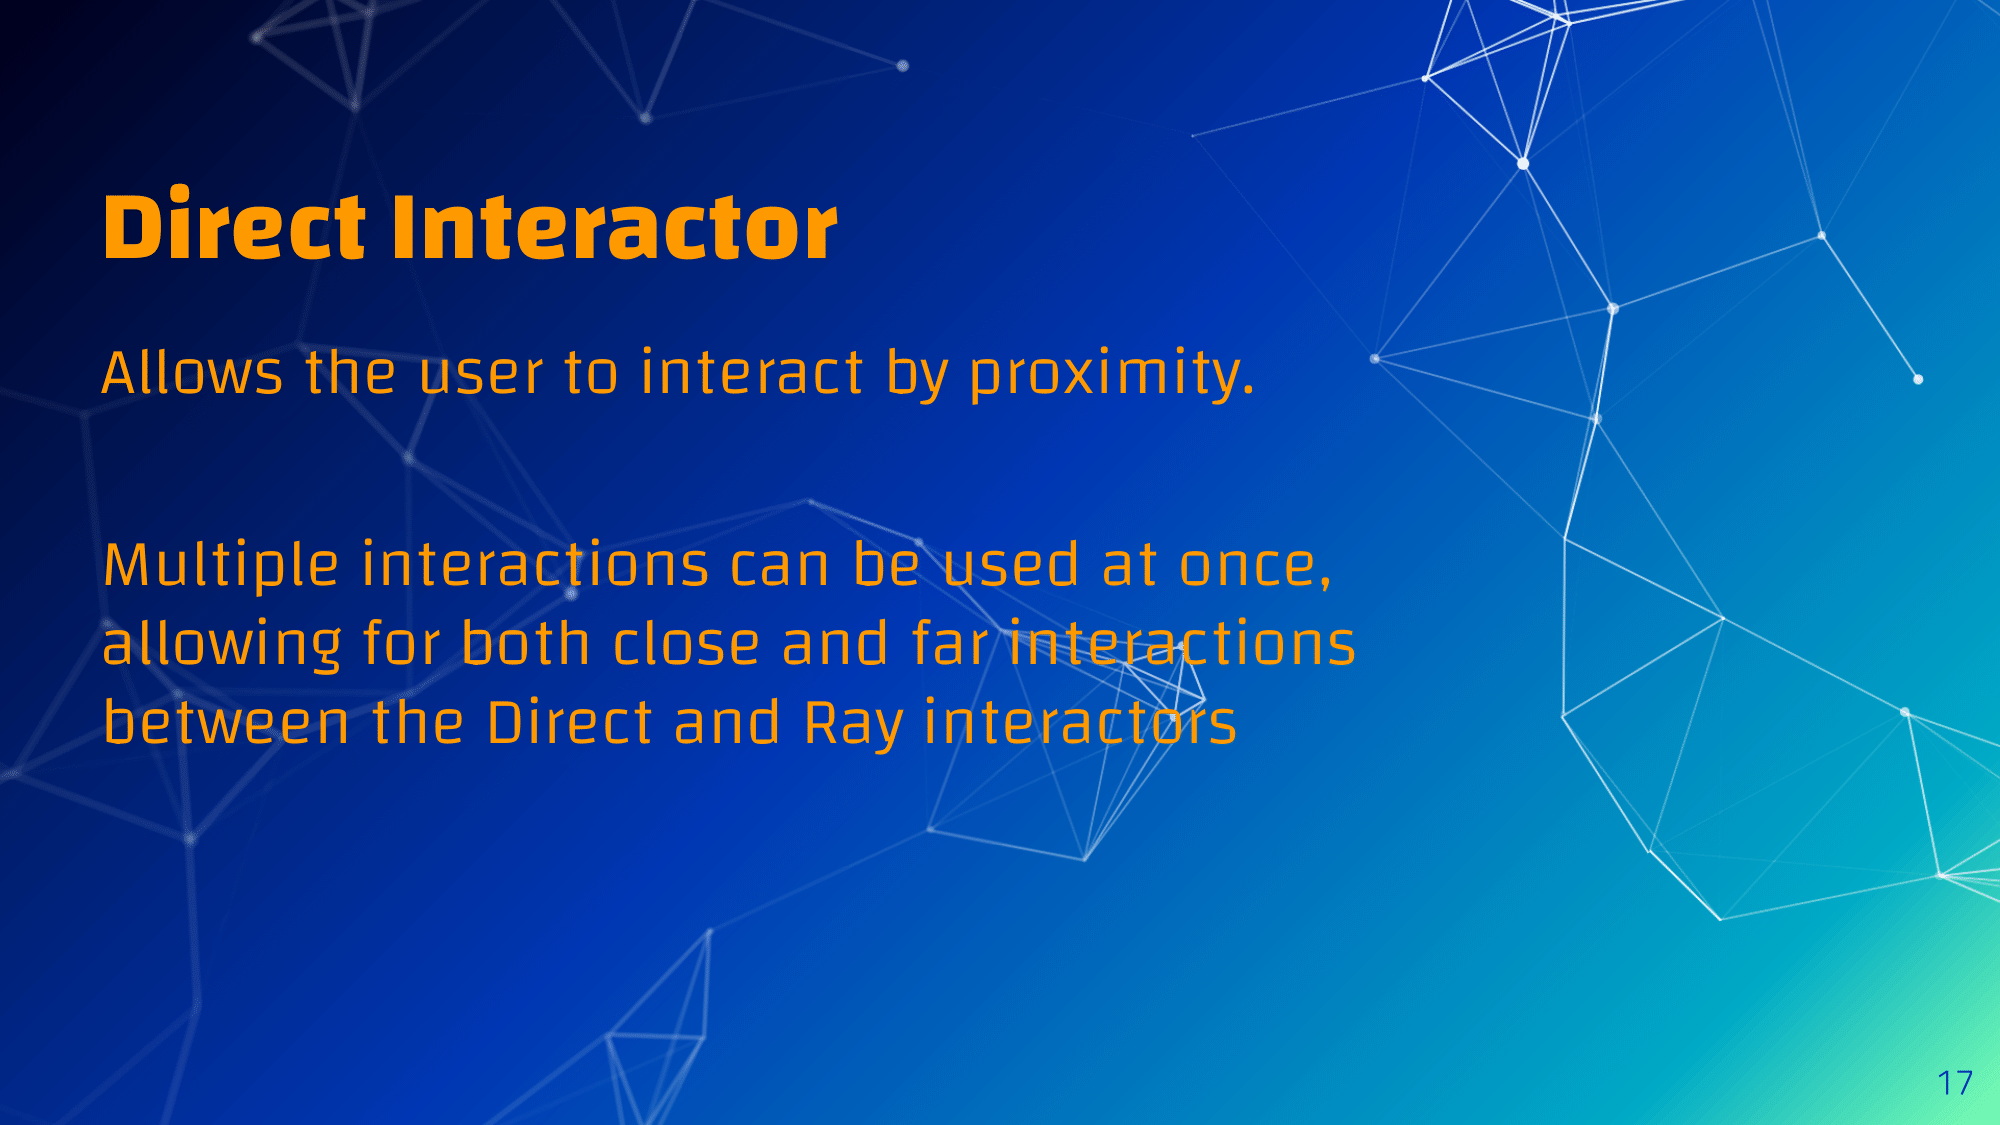 Direct Interactor
Allows the user to interact by proximity.
Multiple interactions can be used at once,
allowing for both close and far interactions
between the Direct and Ray interactors
17